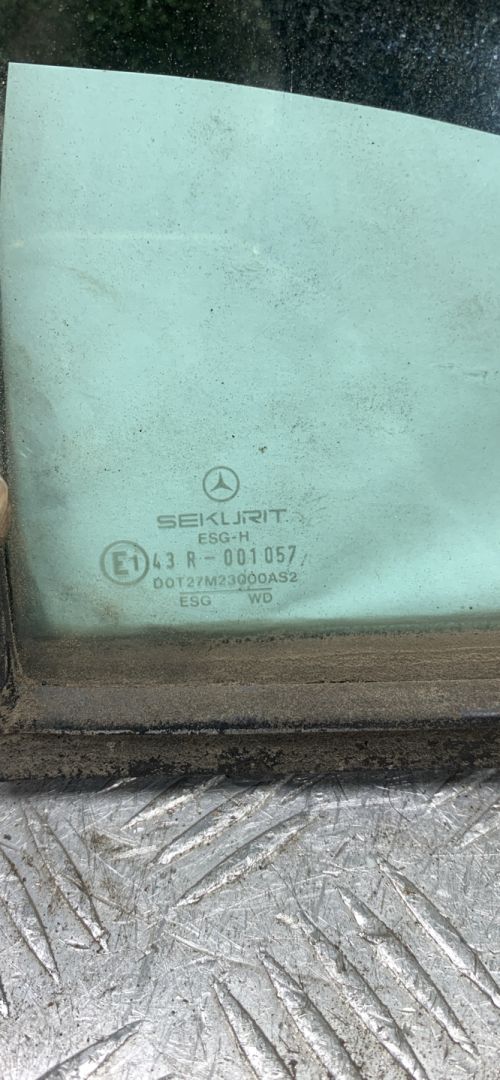 SEKURIT
ESG-H
E1 43 R-001057
DOT27M23000AS2
ESG WD